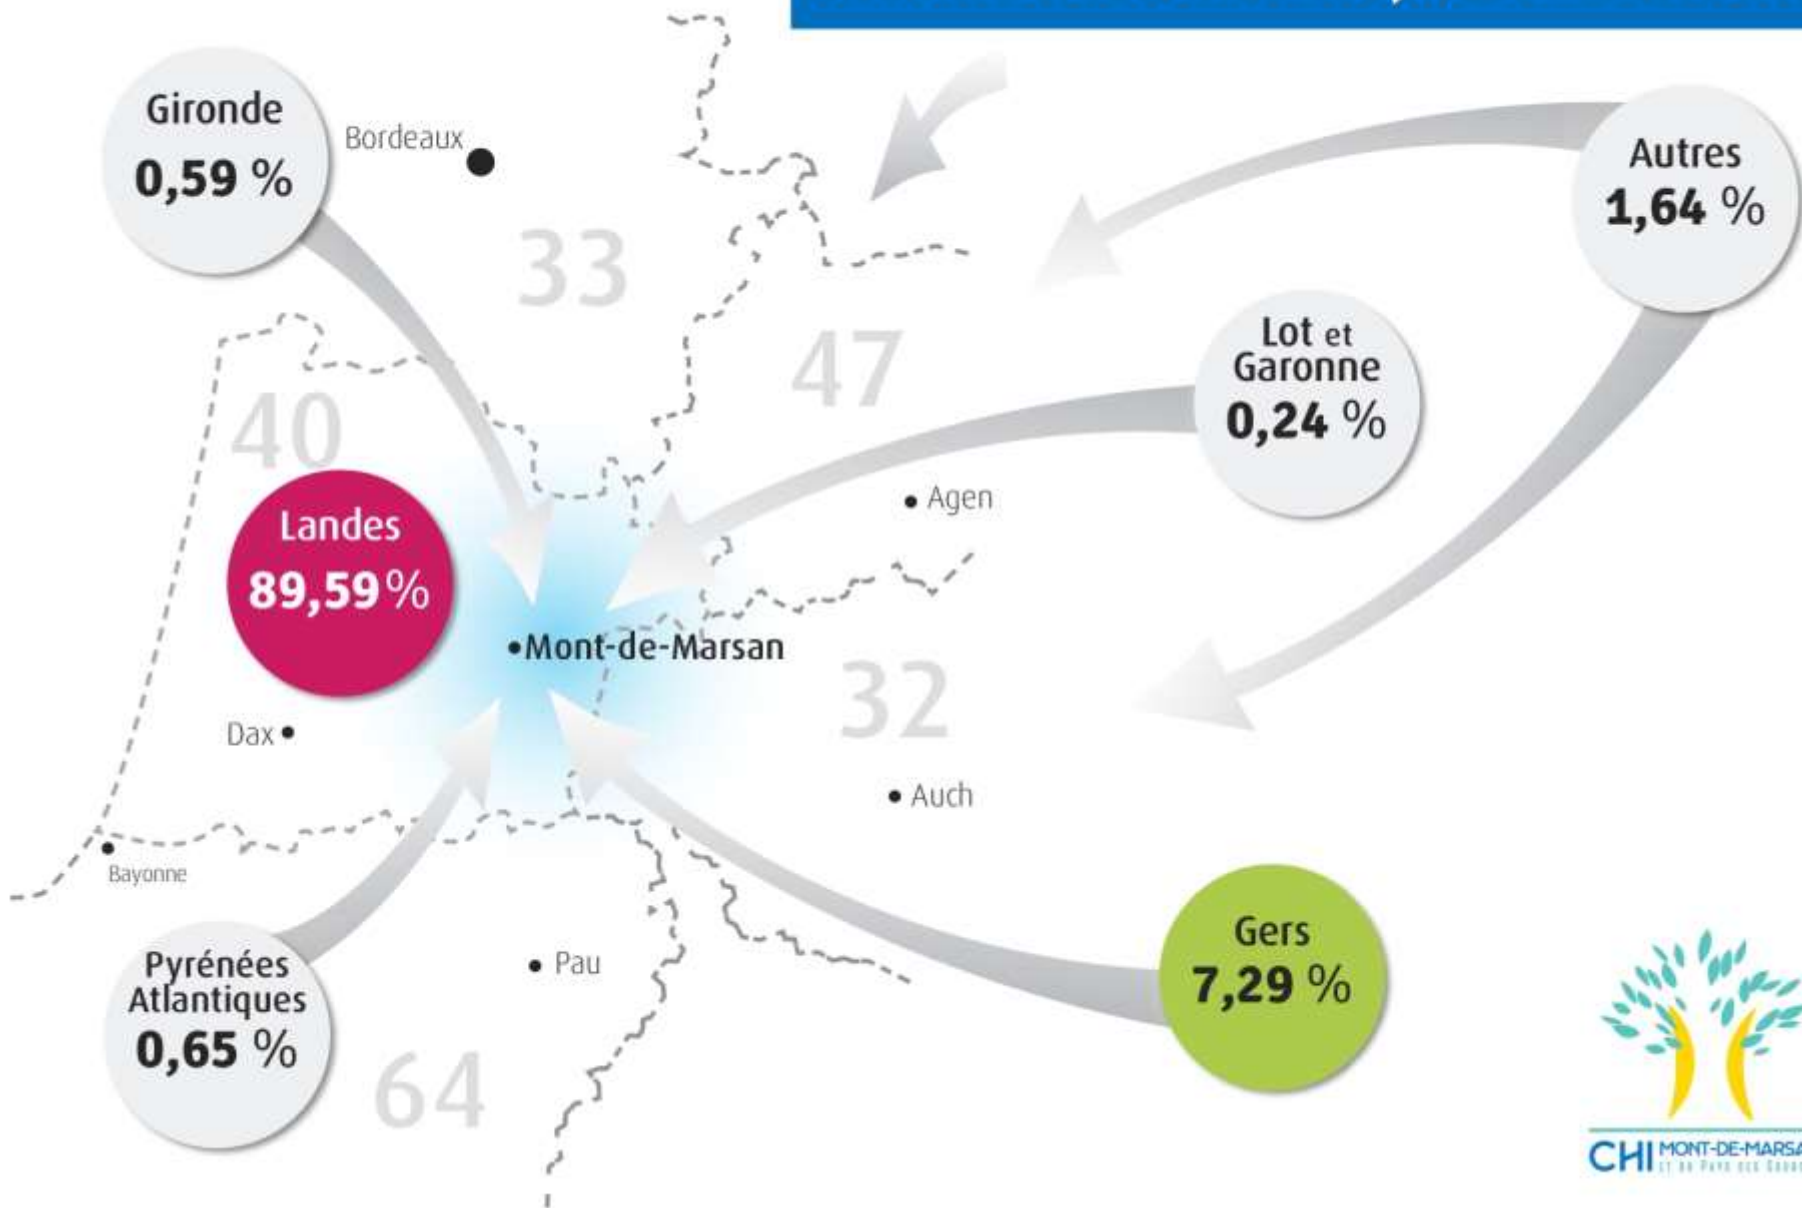 Gironde
0,59 %
Bordeaux
33
Autres
1,64 %
Lot et
Garonne
0,24 %
47
40
Agen
Landes
89,59 %
•Mont-de-Marsan
32
Dax
Auch
Bayonne
Pyrénées
Atlantiques
0,65 %
Pau
64
Gers
7,29 %
CHI MONT-DE-MARSA